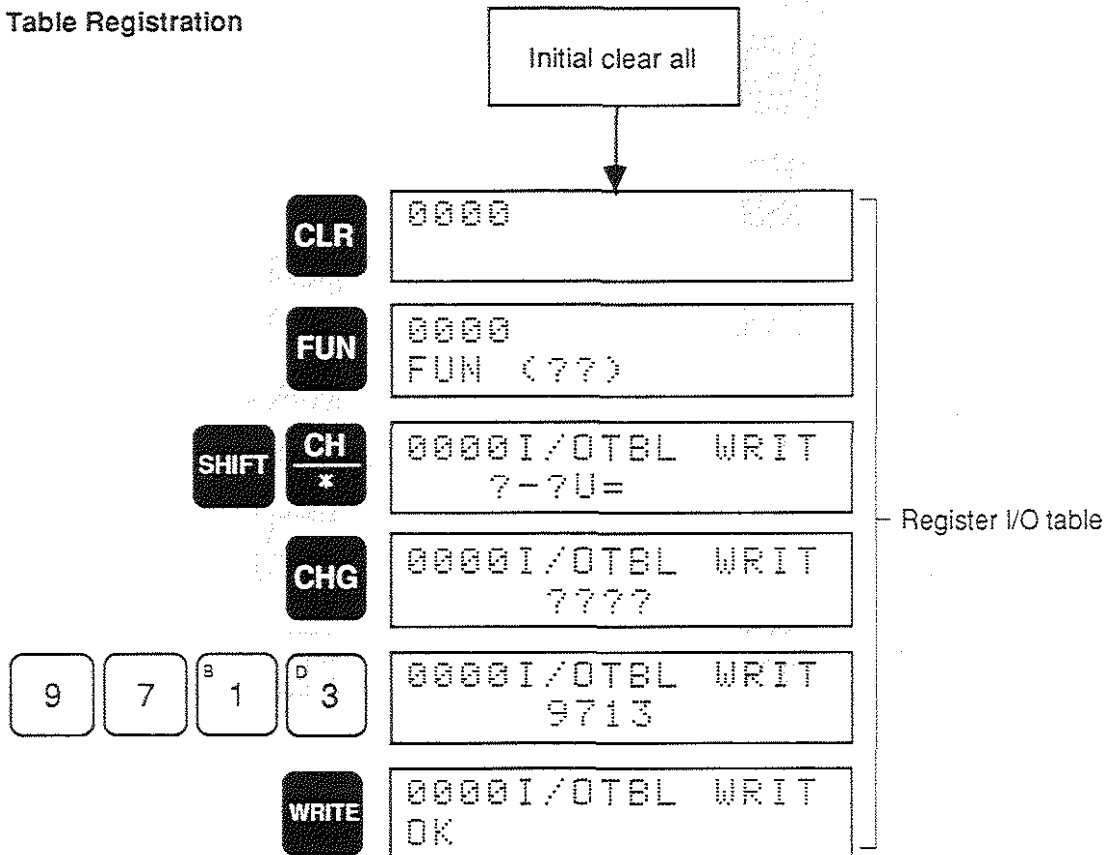 Table Registration
Initial clear all
CLR
0000
FUN
0000
FUN (??)
SHIFT
CH
*
0000I/OTBL WRIT
?-?U=
Register I/O table
CHG
0000I/OTBL WRIT
????
9
7
B
1
D
3
0000I/OTBL WRIT
9713
WRITE
0000I/OTBL WRIT
OK